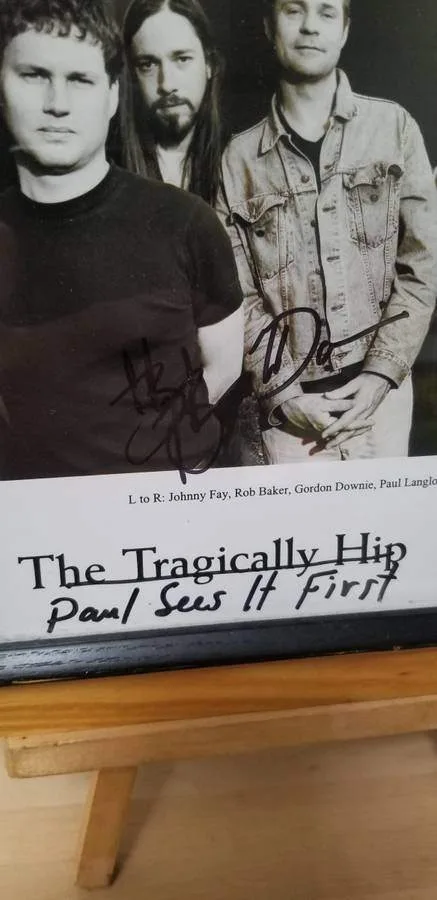 L to R: Johnny Fay, Rob Baker, Gordon Downie, Paul Langlo
The Tragically Hip
Paul Sees It First